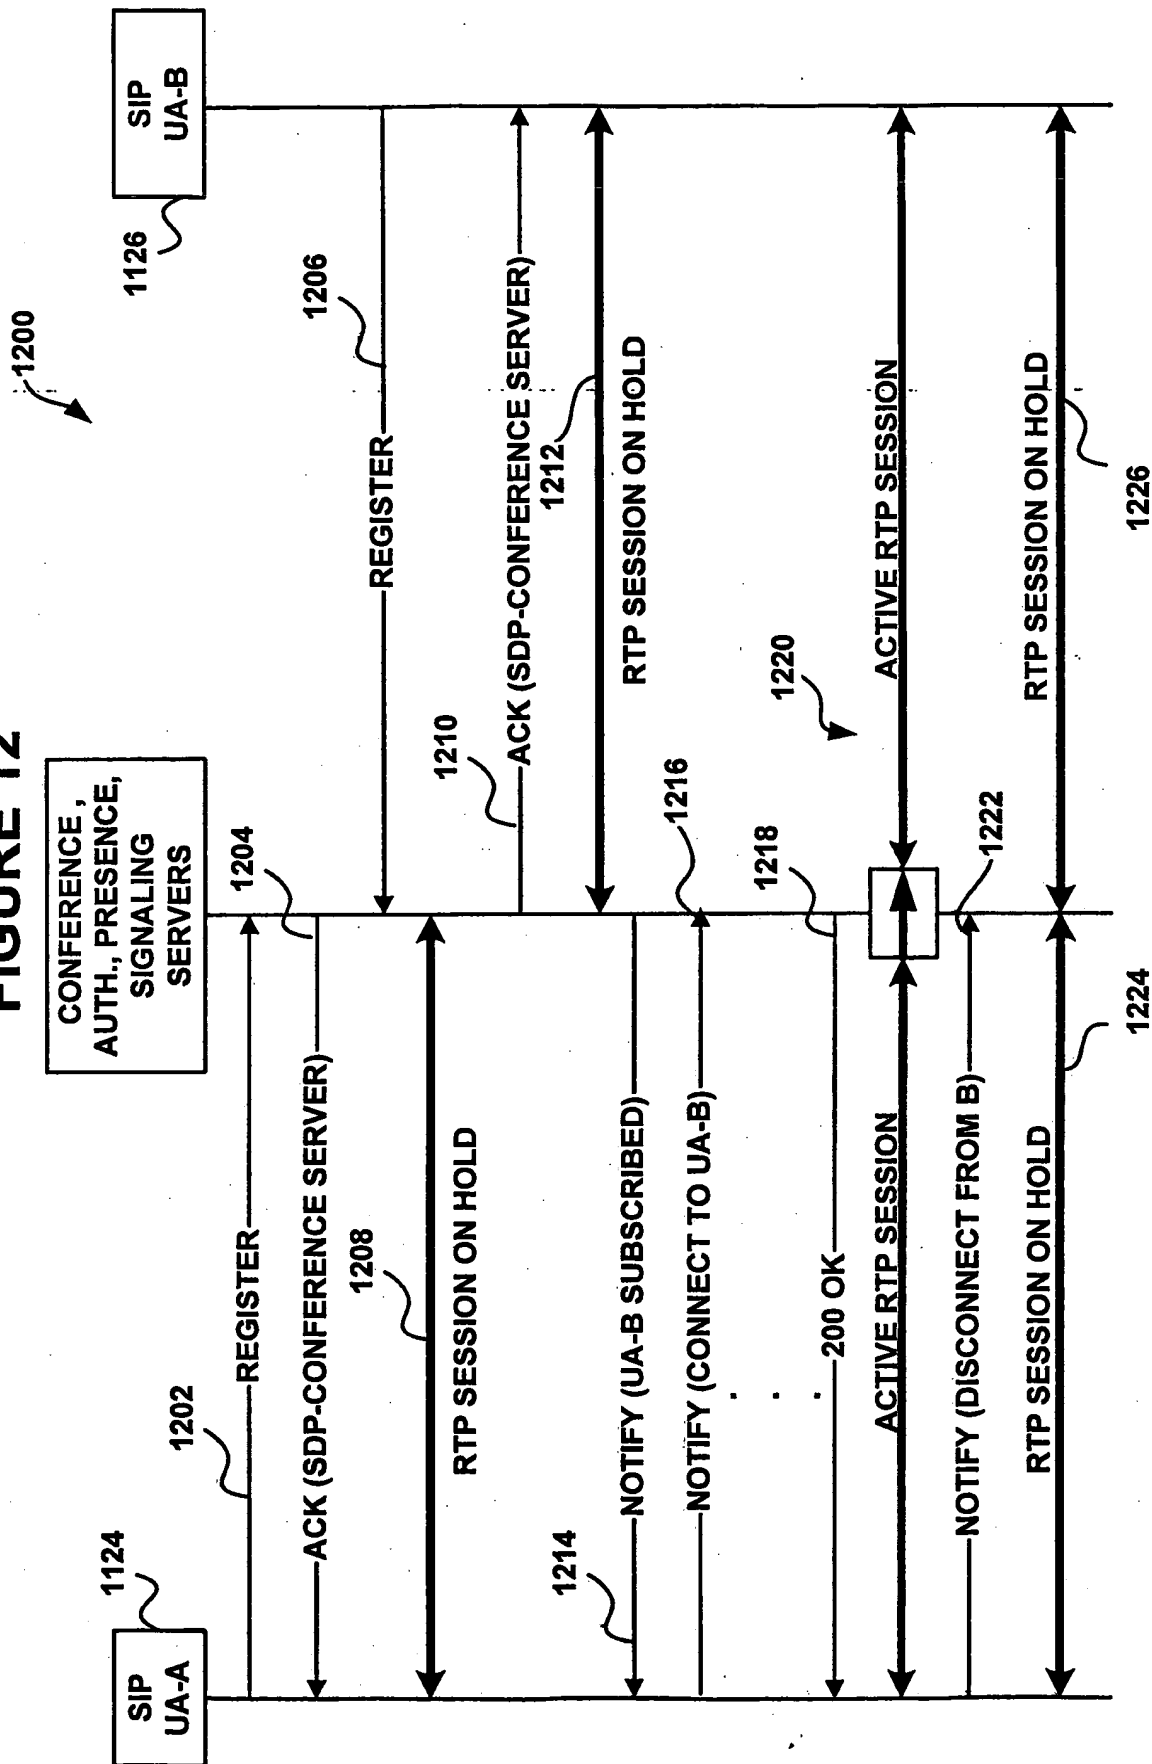 FIGURE 12
1200
SIP
UA-A
1124
CONFERENCE,
AUTH., PRESENCE,
SIGNALING
SERVERS
SIP
UA-B
1126
1202
REGISTER
1204
ACK (SDP-CONFERENCE SERVER)
REGISTER
1206
1208
RTP SESSION ON HOLD
1210
ACK (SDP-CONFERENCE SERVER)
1212
RTP SESSION ON HOLD
1214
NOTIFY (UA-B SUBSCRIBED)
NOTIFY (CONNECT TO UA-B)
1216
. . .
200 OK
1218
1220
ACTIVE RTP SESSION
ACTIVE RTP SESSION
NOTIFY (DISCONNECT FROM B)
1222
RTP SESSION ON HOLD
1224
RTP SESSION ON HOLD
1226